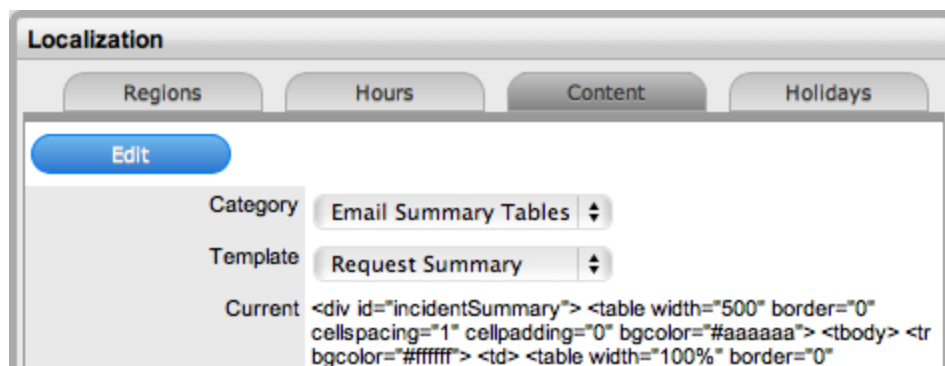 Localization
Regions Hours Content Holidays
Edit
Category Email Summary Tables
Template Request Summary
Current <div id="incidentSummary"> <table width="500" border="0"
cellspacing="1" cellpadding="0" bgcolor="#aaaaaa"> <tbody> <tr
bgcolor="#ffffff"> <td> <table width="100%" border="0"